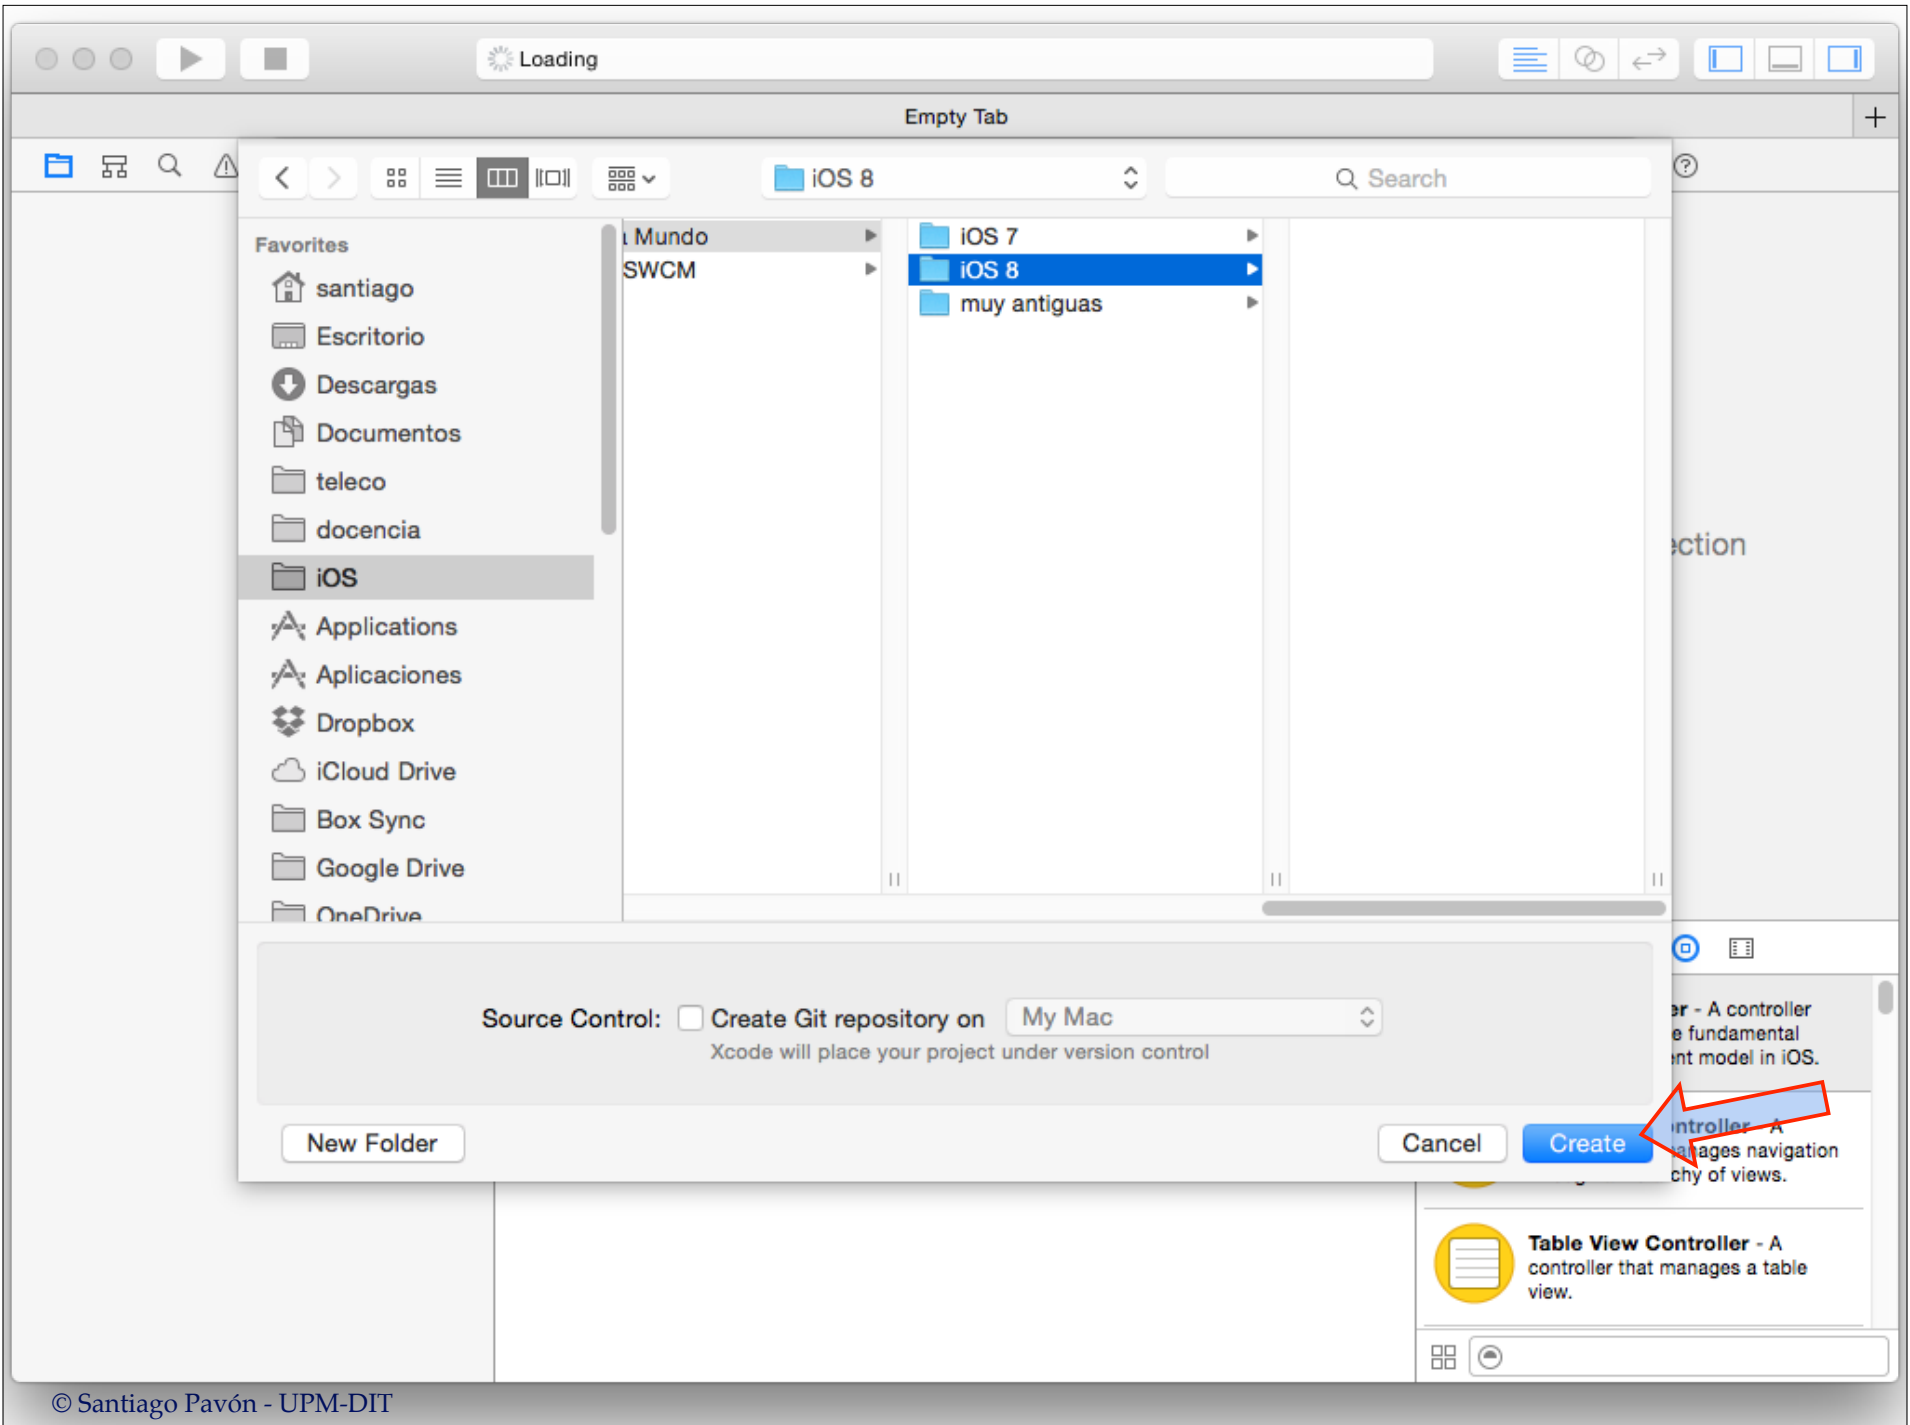 Loading
Empty Tab
iOS 8
Search
Favorites
santiago
Escritorio
Descargas
Documentos
teleco
docencia
iOS
Applications
Aplicaciones
Dropbox
iCloud Drive
Box Sync
Google Drive
OneDrive
Mundo
SWCM
iOS 7
iOS 8
muy antiguas
ection
Source Control: Create Git repository on My Mac
Xcode will place your project under version control
New Folder
Cancel
Create
er - A controller
e fundamental
ent model in iOS.
ntroller - A
anages navigation
chy of views.
Table View Controller - A
controller that manages a table
view.
© Santiago Pavón - UPM-DIT